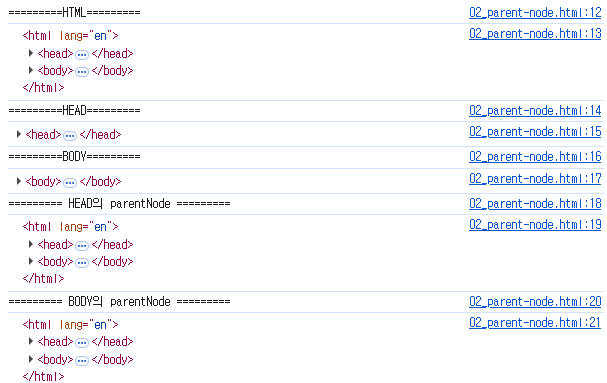 =========HTML========= 02_parent-node.html:12
<html lang="en"> 02_parent-node.html:13
<head>…</head>
<body>…</body>
</html>
=========HEAD========= 02_parent-node.html:14
<head>…</head> 02_parent-node.html:15
=========BODY========= 02_parent-node.html:16
<body>…</body> 02_parent-node.html:17
========= HEAD의 parentNode ========= 02_parent-node.html:18
<html lang="en"> 02_parent-node.html:19
<head>…</head>
<body>…</body>
</html>
========= BODY의 parentNode ========= 02_parent-node.html:20
<html lang="en"> 02_parent-node.html:21
<head>…</head>
<body>…</body>
</html>